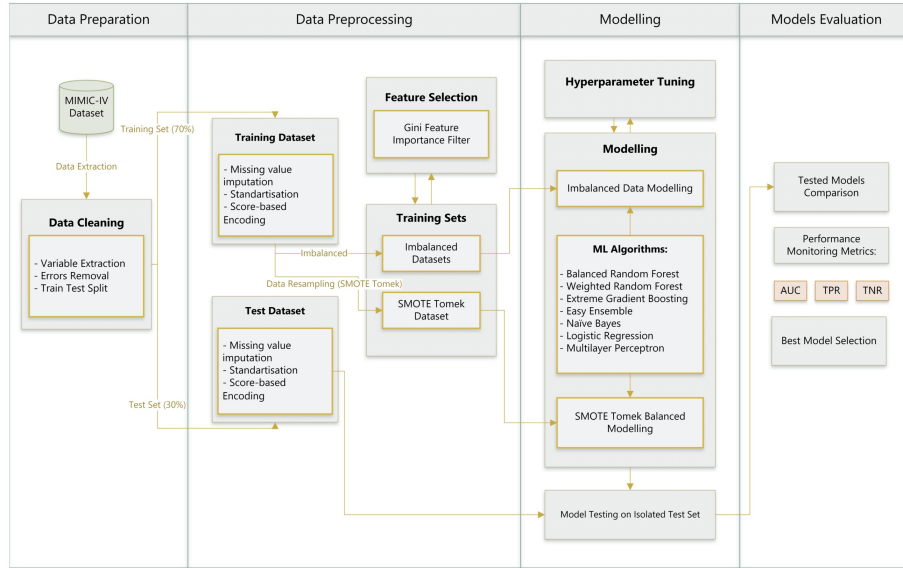 Data Preparation
Data Preprocessing
Modelling
Models Evaluation
MIMIC-IV
Dataset
Training Set (70%)
Data Extraction
Data Cleaning
- Variable Extraction
- Errors Removal
- Train Test Split
Test Set (30%)
Training Dataset
- Missing value
imputation
- Standartisation
- Score-based
Encoding
Imbalanced
Data Resampling (SMOTE Tomek)
Test Dataset
- Missing value
imputation
- Standartisation
- Score-based
Encoding
Feature Selection
Gini Feature
Importance Filter
Training Sets
Imbalanced
Datasets
SMOTE Tomek
Dataset
Hyperparameter Tuning
Modelling
Imbalanced Data Modelling
ML Algorithms:
- Balanced Random Forest
- Weighted Random Forest
- Extreme Gradient Boosting
- Easy Ensemble
- Naïve Bayes
- Logistic Regression
- Multilayer Perceptron
SMOTE Tomek Balanced
Modelling
Model Testing on Isolated Test Set
Tested Models
Comparison
Performance
Monitoring Metrics:
AUC TPR TNR
Best Model Selection